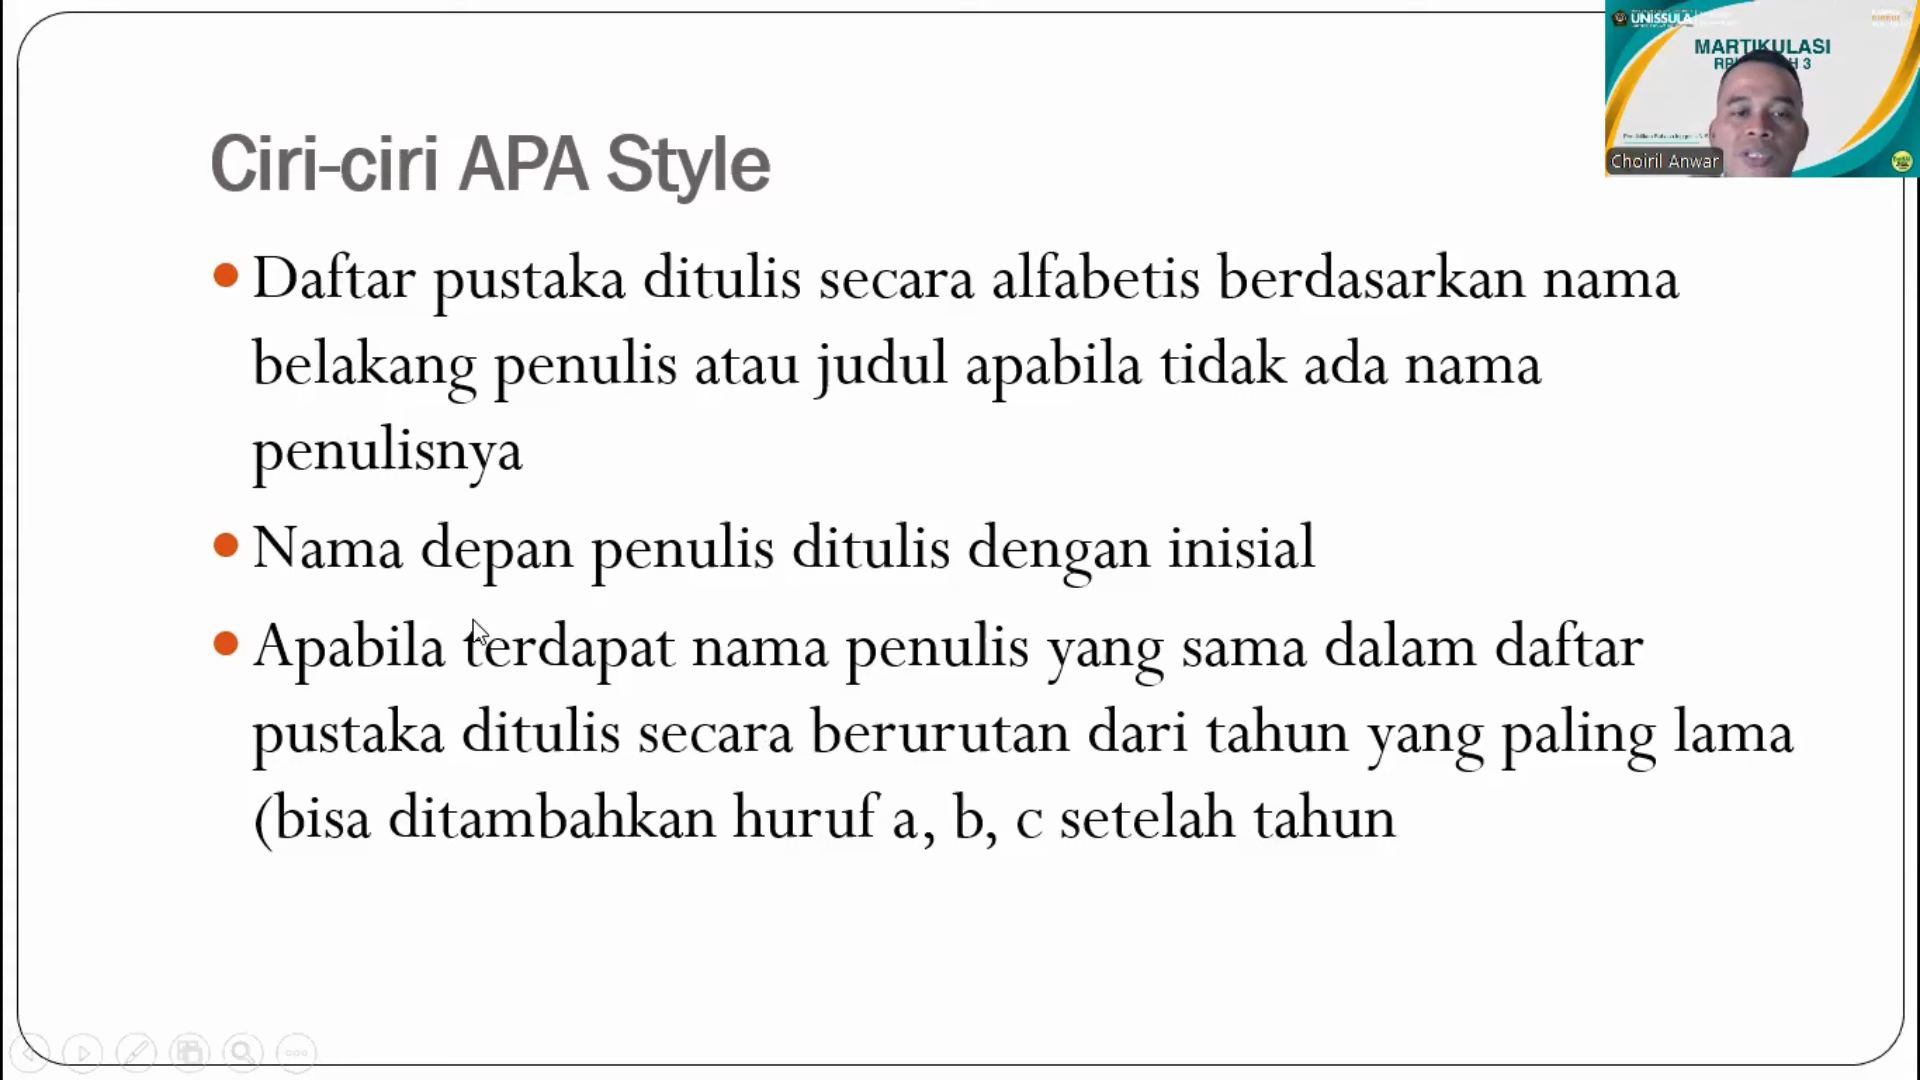 UNISSULA
MARTIKULASI
Choiril Anwar
Ciri-ciri APA Style
Daftar pustaka ditulis secara alfabetis berdasarkan nama
belakang penulis atau judul apabila tidak ada nama
penulisnya
Nama depan penulis ditulis dengan inisial
Apabila terdapat nama penulis yang sama dalam daftar
pustaka ditulis secara berurutan dari tahun yang paling lama
(bisa ditambahkan huruf a, b, c setelah tahun